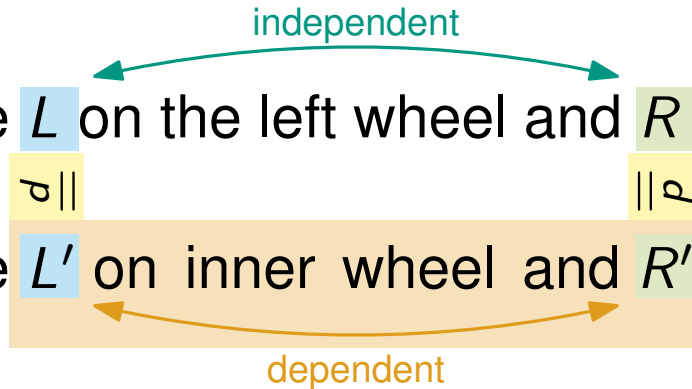 independent
e L on the left wheel and R
d= =d
e L′ on inner wheel and R′
dependent